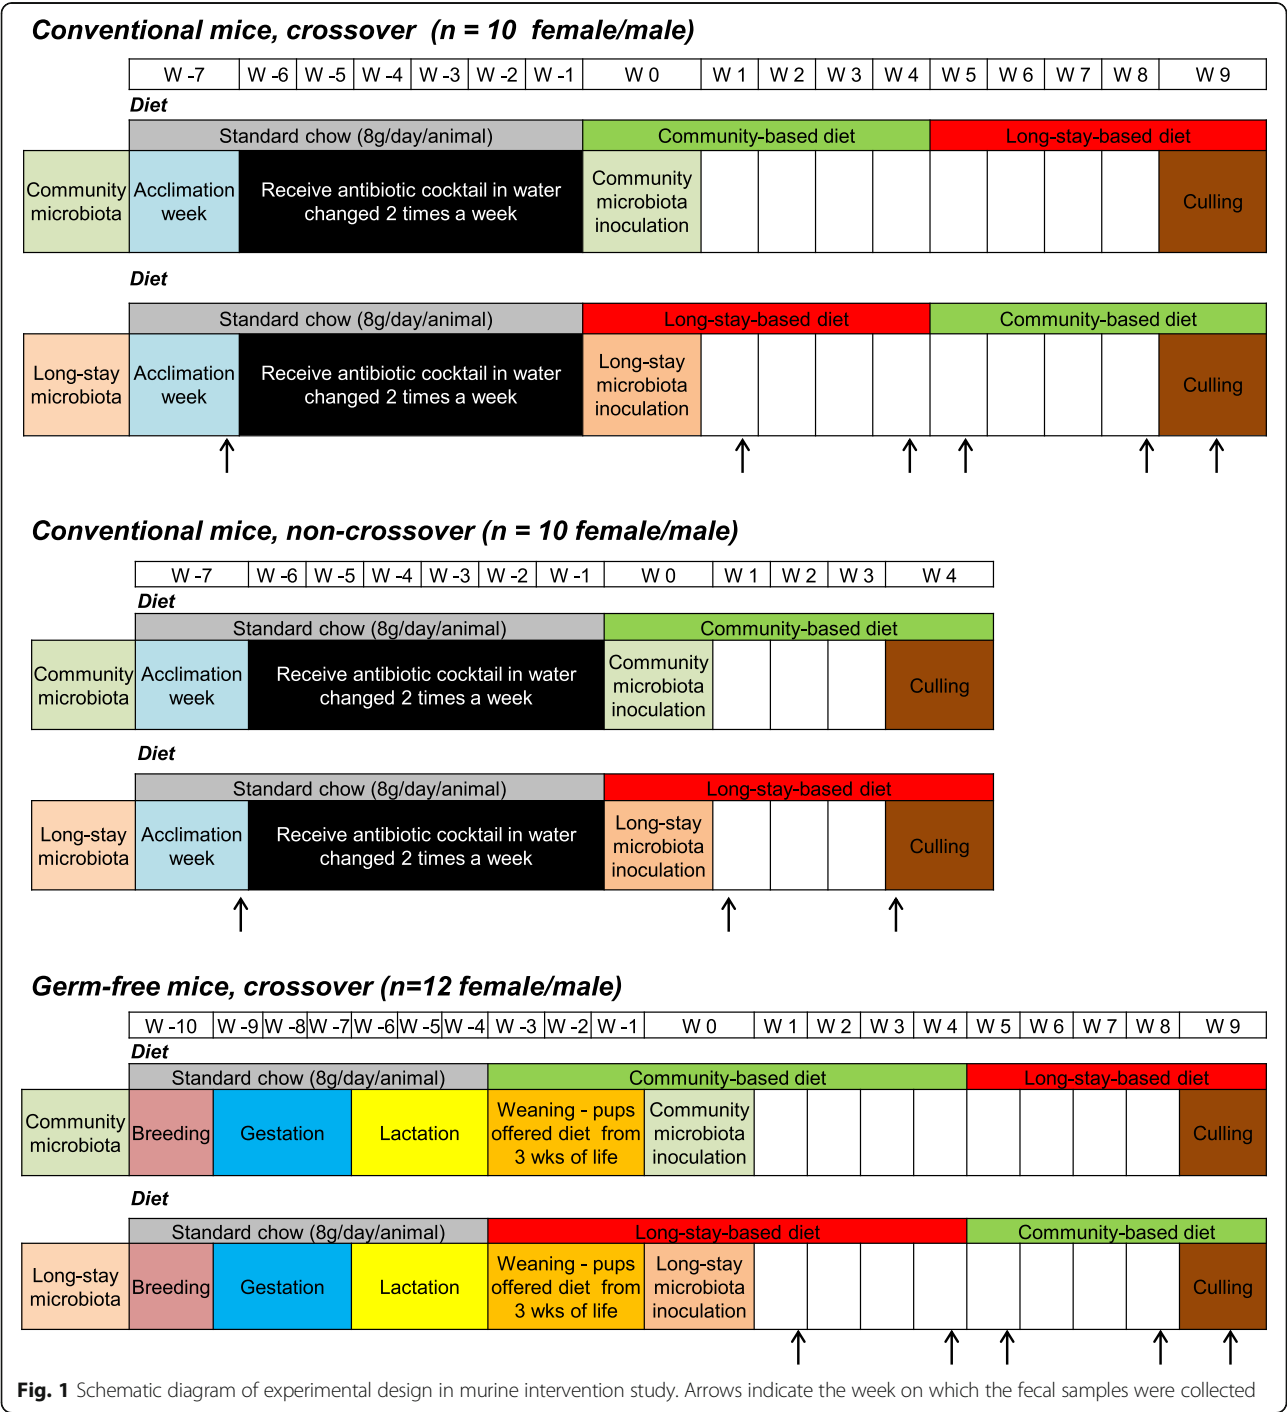 Conventional mice, crossover (n = 10 female/male)
W -7 W -6 W -5 W -4 W -3 W -2 W -1 W 0 W 1 W 2 W 3 W 4 W 5 W 6 W 7 W 8 W 9
Diet
Standard chow (8g/day/animal) Community-based diet Long-stay-based diet
Community microbiota
Acclimation week
Receive antibiotic cocktail in water changed 2 times a week
Community microbiota inoculation
Culling
Diet
Standard chow (8g/day/animal) Long-stay-based diet Community-based diet
Long-stay microbiota
Acclimation week
Receive antibiotic cocktail in water changed 2 times a week
Long-stay microbiota inoculation
Culling
Conventional mice, non-crossover (n = 10 female/male)
W -7 W -6 W -5 W -4 W -3 W -2 W -1 W 0 W 1 W 2 W 3 W 4
Diet
Standard chow (8g/day/animal) Community-based diet
Community microbiota
Acclimation week
Receive antibiotic cocktail in water changed 2 times a week
Community microbiota inoculation
Culling
Diet
Standard chow (8g/day/animal) Long-stay-based diet
Long-stay microbiota
Acclimation week
Receive antibiotic cocktail in water changed 2 times a week
Long-stay microbiota inoculation
Culling
Germ-free mice, crossover (n=12 female/male)
W -10 W -9 W -8 W -7 W -6 W -5 W -4 W -3 W -2 W -1 W 0 W 1 W 2 W 3 W 4 W 5 W 6 W 7 W 8 W 9
Diet
Standard chow (8g/day/animal) Community-based diet Long-stay-based diet
Community microbiota
Breeding
Gestation
Lactation
Weaning - pups offered diet from 3 wks of life
Community microbiota inoculation
Culling
Diet
Standard chow (8g/day/animal) Long-stay-based diet Community-based diet
Long-stay microbiota
Breeding
Gestation
Lactation
Weaning - pups offered diet from 3 wks of life
Long-stay microbiota inoculation
Culling
Fig. 1 Schematic diagram of experimental design in murine intervention study. Arrows indicate the week on which the fecal samples were collected